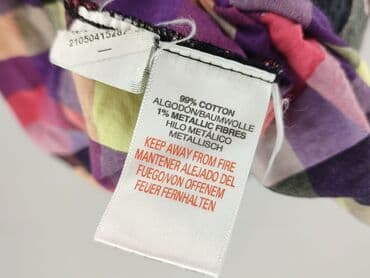 21050415287
99% COTTON
ALGODÓN/BAUMWOLLE
1% METALLIC FIBRES
HILO METÁLICO
METALLISCH
KEEP AWAY FROM FIRE
MANTENER ALEJADO DEL
FUEGO/VON OFFENEM
FEUER FERNHALTEN